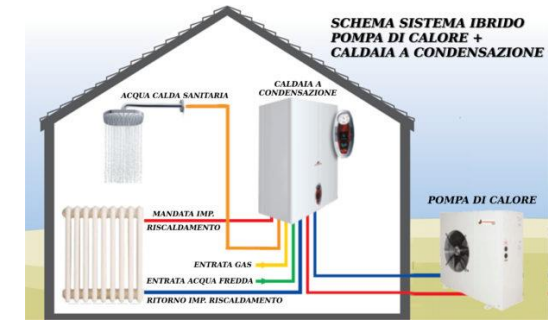 SCHEMA SISTEMA IBRIDO
POMPA DI CALORE +
CALDAIA A CONDENSAZIONE
CALDAIA A
CONDENSAZIONE
ACQUA CALDA SANITARIA
POMPA DI CALORE
MANDATA IMP.
RISCALDAMENTO
ENTRATA GAS
ENTRATA ACQUA FREDDA
RITORNO IMP. RISCALDAMENTO